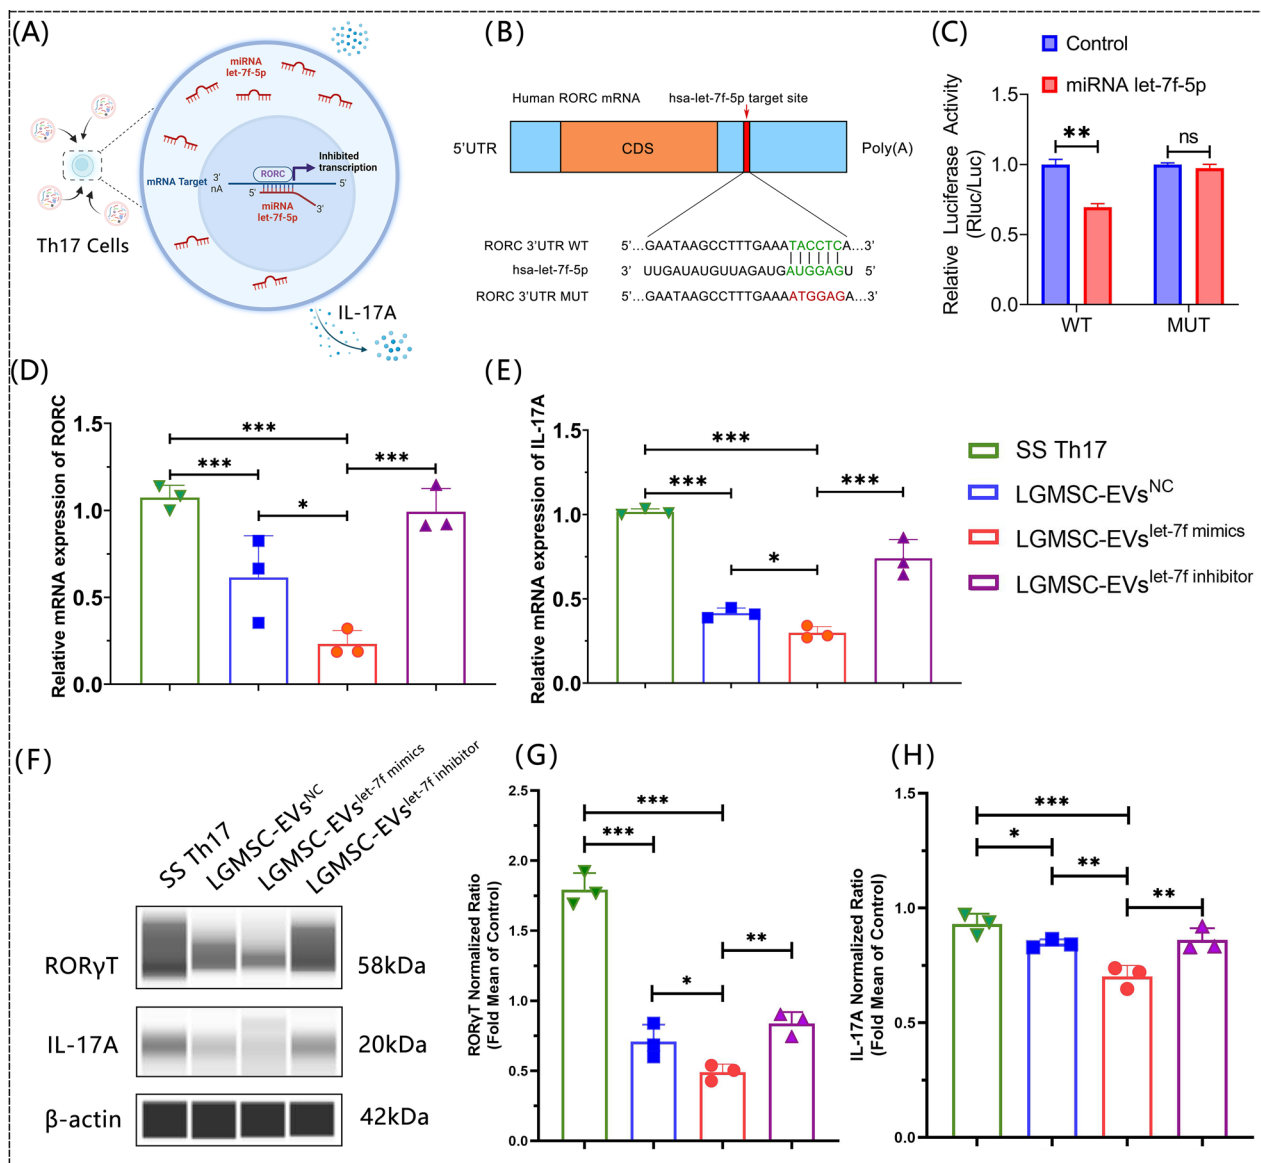 (A)
miRNA
let-7f-5p
RORC
Inhibited
transcription
mRNA Target
3'
nA
5'
5'
miRNA
let-7f-5p
3'
Th17 Cells
IL-17A
(B)
Human RORC mRNA
hsa-let-7f-5p target site
5'UTR
CDS
Poly(A)
RORC 3'UTR WT 5'...GAATAAGCCTTTGAAATACCTCA...3'
hsa-let-7f-5p 3' UUGAUAUGUUAGAUGAUGGAGU 5'
RORC 3'UTR MUT 5'...GAATAAGCCTTTGAAAATGGAGA...3'
(C)
Control
miRNA let-7f-5p
Relative Luciferase Activity
(Rluc/Luc)
1.5
1.0
0.5
0.0
**
ns
WT
MUT
(D)
Relative mRNA expression of RORC
1.5
1.0
0.5
0.0
***
***
***
*
(E)
Relative mRNA expression of IL-17A
1.5
1.0
0.5
0.0
***
***
***
*
SS Th17
LGMSC-EVsNC
LGMSC-EVslet-7f mimics
LGMSC-EVslet-7f inhibitor
(F)
SS Th17
LGMSC-EVsNC
LGMSC-EVslet-7f mimics
LGMSC-EVslet-7f inhibitor
RORγT
58kDa
IL-17A
20kDa
β-actin
42kDa
(G)
RORγT Normalized Ratio
(Fold Mean of Control)
2.5
2.0
1.5
1.0
0.5
0.0
***
***
**
*
(H)
IL-17A Normalized Ratio
(Fold Mean of Control)
1.5
1.0
0.5
0.0
***
*
**
**